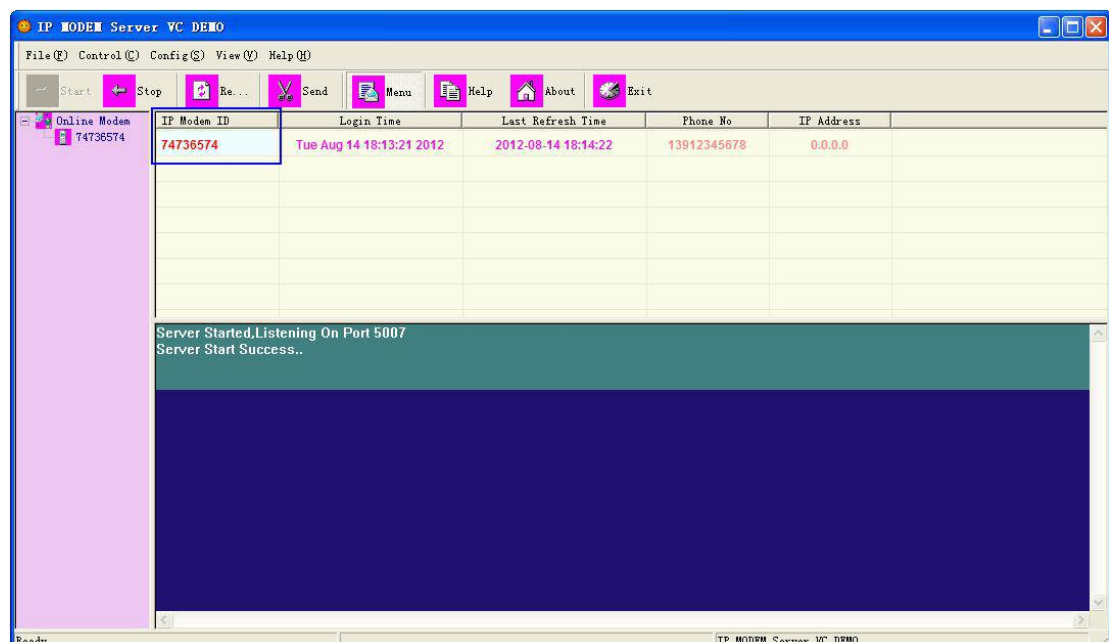 IP MODEM Server VC DEMO
File(F) Control(C) Config(S) View(V) Help(H)
Start Stop Re... Send Menu Help About Exit
Online Modem
74736574
IP Modem ID Login Time Last Refresh Time Phone No IP Address
74736574 Tue Aug 14 18:13:21 2012 2012-08-14 18:14:22 13912345678 0.0.0.0
Server Started,Listening On Port 5007
Server Start Success..
Ready IP MODEM Server VC DEMO